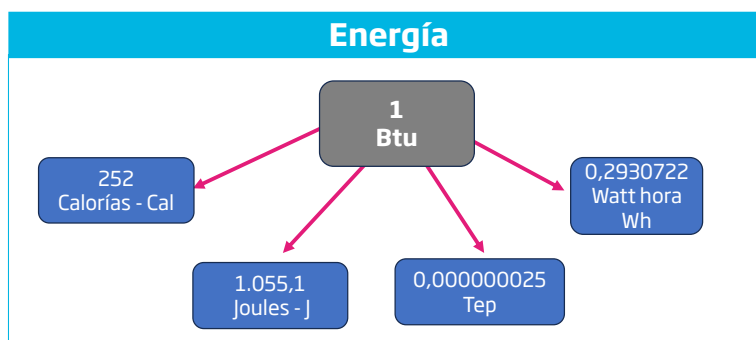 Energía
1
Btu
252
Calorías - Cal
0,2930722
Watt hora
Wh
1.055,1
Joules - J
0,000000025
Tep